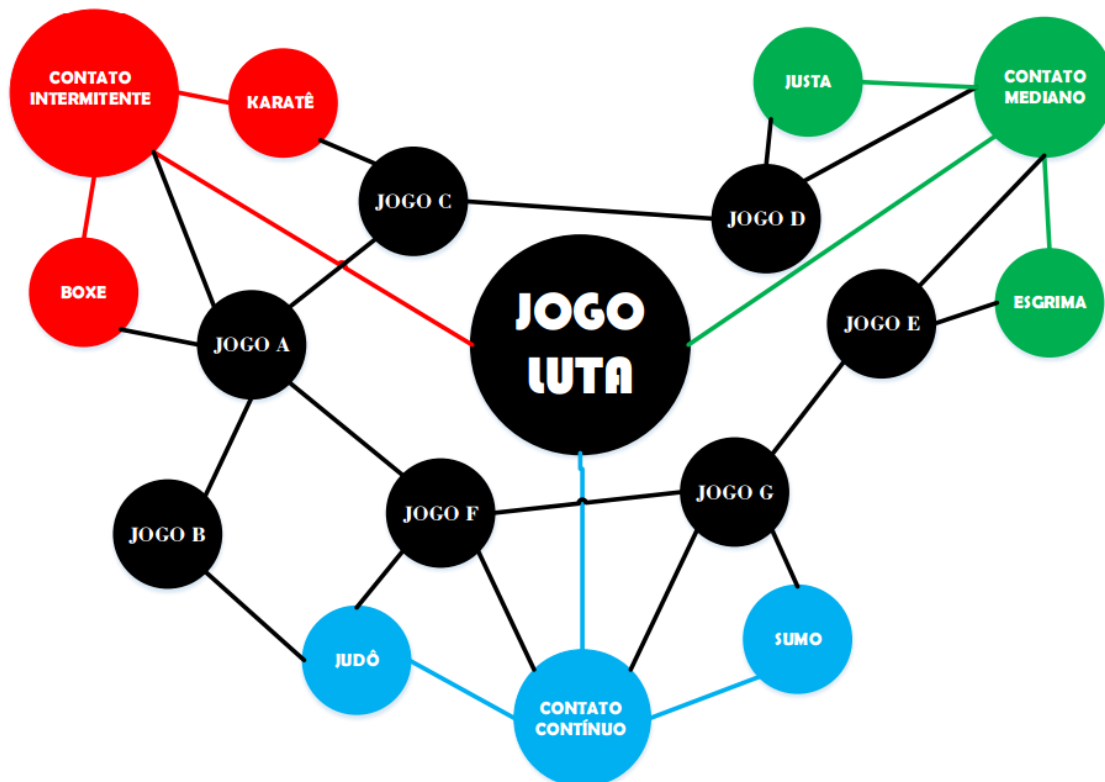 CONTATO
INTERMITENTE
KARATÊ
JUSTA
CONTATO
MEDIANO
JOGO C
JOGO D
BOXE
JOGO
LUTA
ESGRIMA
JOGO A
JOGO E
JOGO B
JOGO F
JOGO G
JUDÔ
SUMO
CONTATO
CONTÍNUO